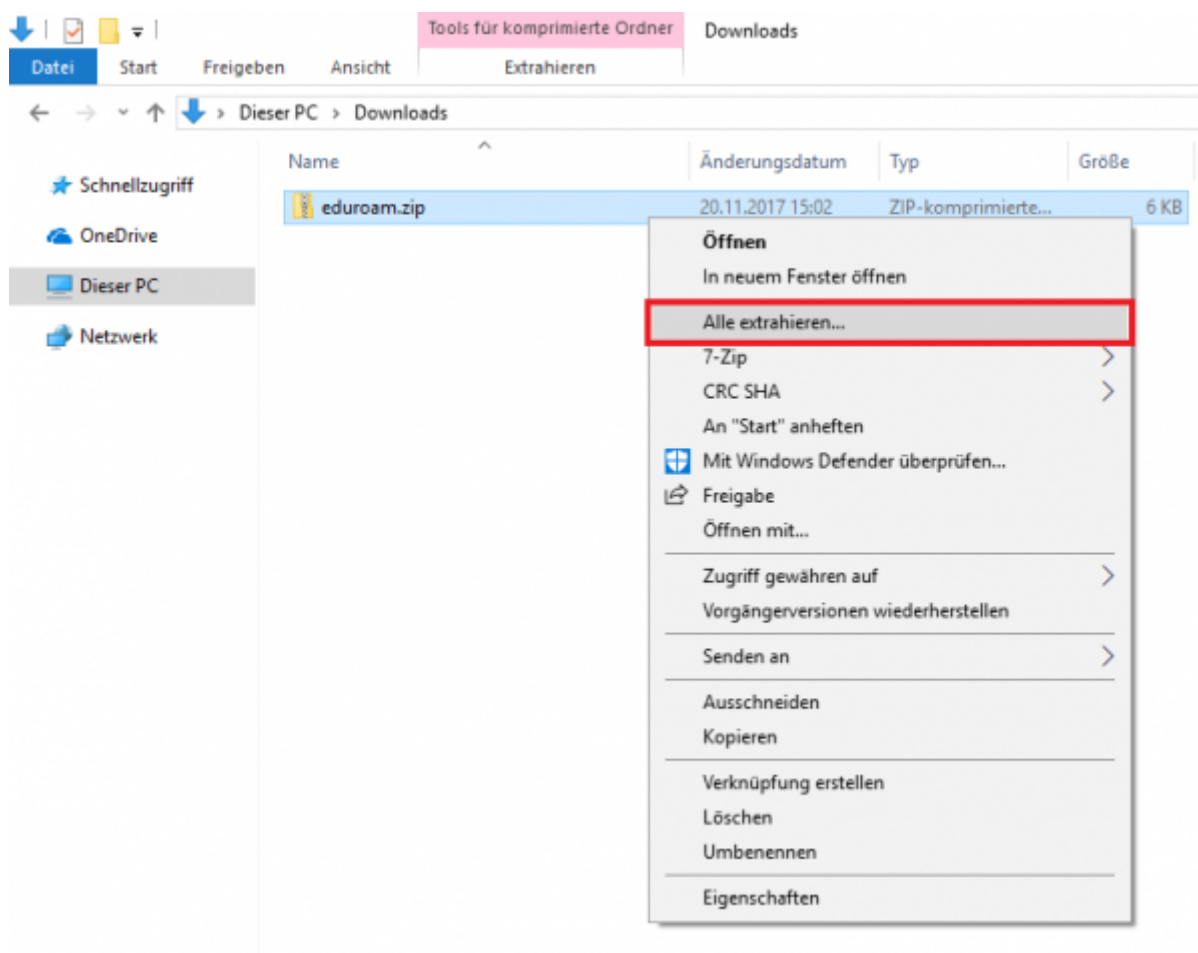 Tools für komprimierte Ordner Downloads
Datei Start Freigeben Ansicht Extrahieren
Dieser PC Downloads
Name Änderungsdatum Typ Größe
Schnellzugriff
eduroam.zip 20.11.2017 15:02 ZIP-komprimierte... 6 KB
OneDrive
Dieser PC
Netzwerk
Öffnen
In neuem Fenster öffnen
Alle extrahieren...
7-Zip
CRC SHA
An "Start" anheften
Mit Windows Defender überprüfen...
Freigabe
Öffnen mit...
Zugriff gewähren auf
Vorgängerversionen wiederherstellen
Senden an
Ausschneiden
Kopieren
Verknüpfung erstellen
Löschen
Umbenennen
Eigenschaften